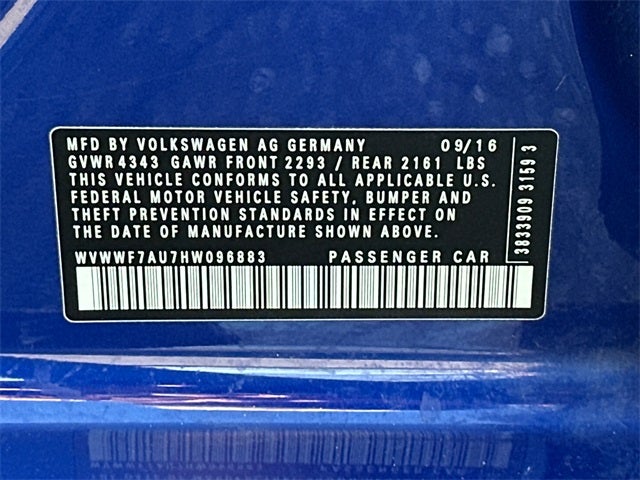 MFD BY VOLKSWAGEN AG GERMANY 09/16
GVWR 4343 GAWR FRONT 2293 / REAR 2161 LBS
THIS VEHICLE CONFORMS TO ALL APPLICABLE U.S.
FEDERAL MOTOR VEHICLE SAFETY, BUMPER AND
THEFT PREVENTION STANDARDS IN EFFECT ON THE
DATE OF MANUFACTURE SHOWN ABOVE.
WVWWF7AU7HW096883 PASSENGER CAR
3833909 3159 3